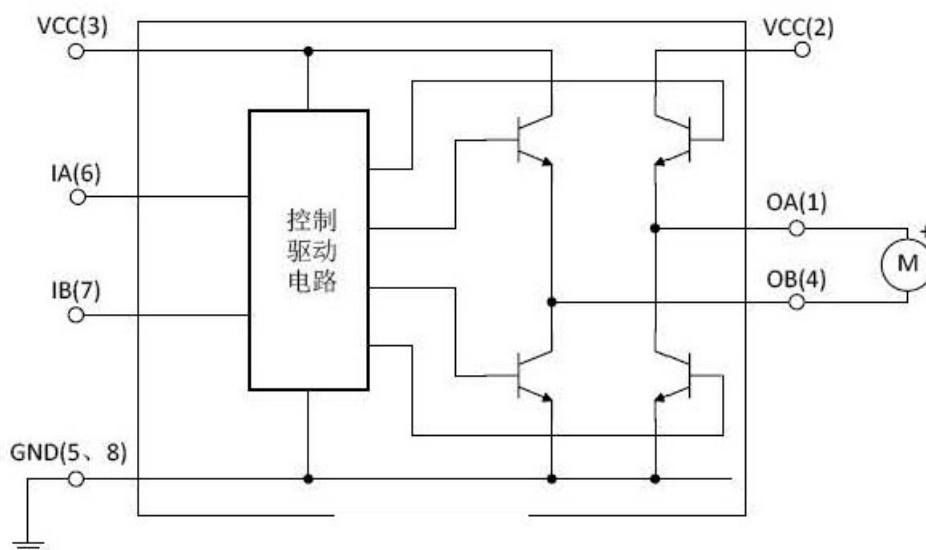 VCC(3)
VCC(2)
IA(6)
控制
驱动
电路
OA(1)
+
M
IB(7)
OB(4)
GND(5、8)